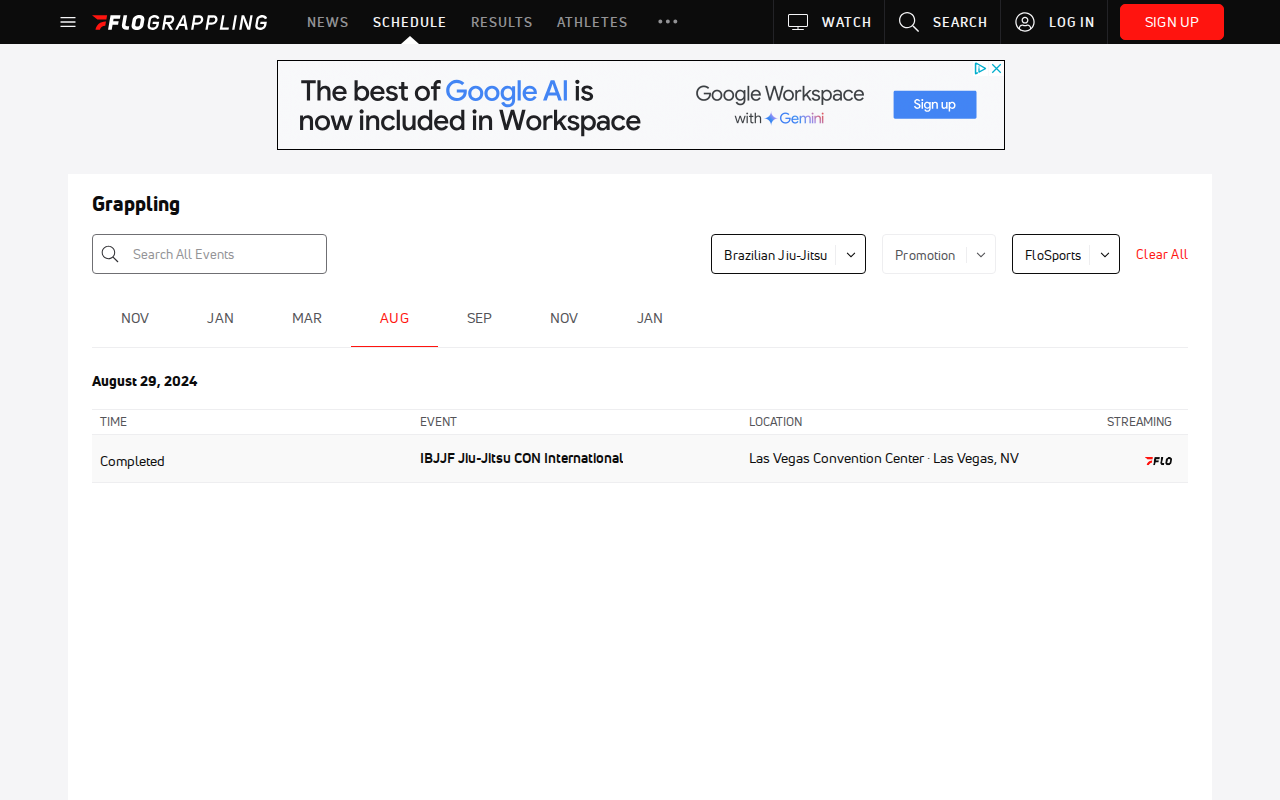 FLOGRAPPLING NEWS SCHEDULE RESULTS ATHLETES WATCH SEARCH LOG IN SIGN UP
The best of Google AI is
now included in Workspace
Google Workspace
with Gemini
Sign up
Grappling
Search All Events
Brazilian Jiu-Jitsu
Promotion
FloSports
Clear All
NOV JAN MAR AUG SEP NOV JAN
August 29, 2024
TIME EVENT LOCATION STREAMING
Completed IBJJF Jiu-Jitsu CON International Las Vegas Convention Center · Las Vegas, NV FLO